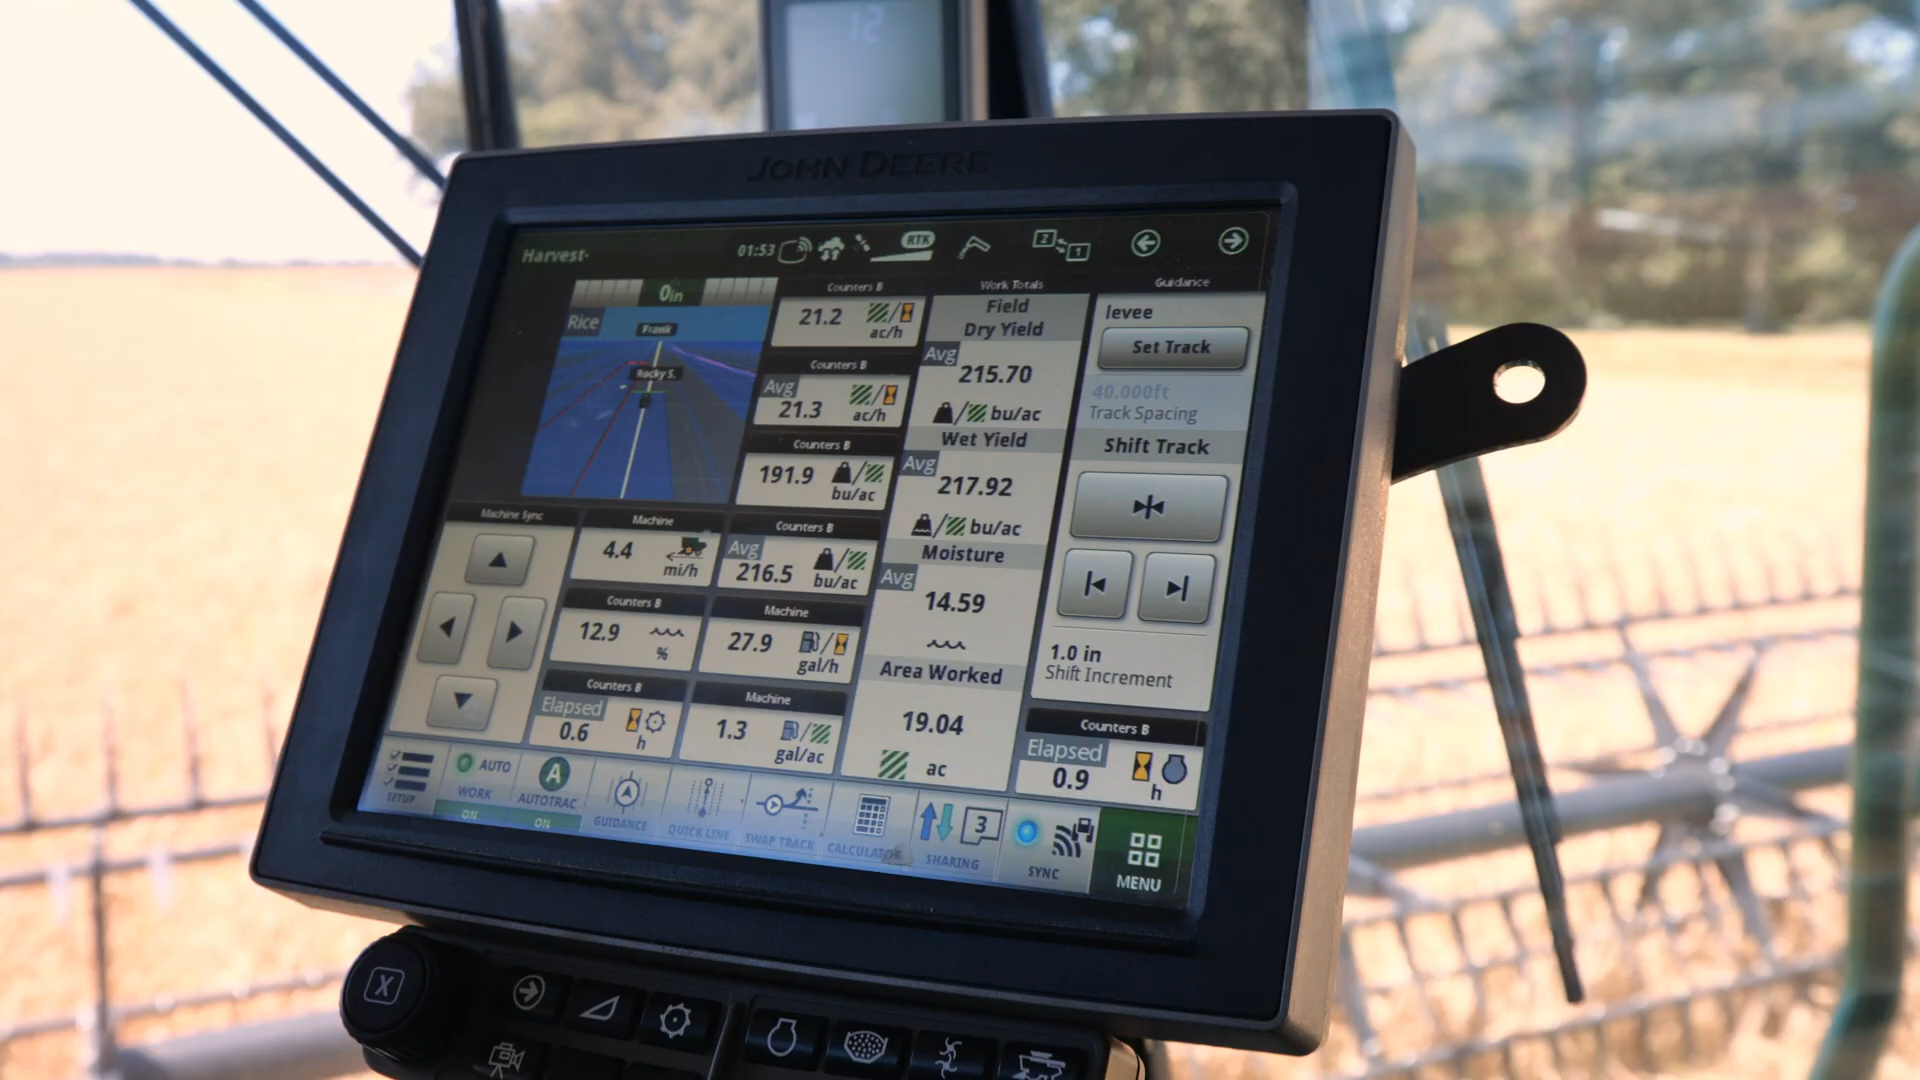 12
JOHN DEERE
Harvest-
01:53
RTK
2
1
0in
Rice
Frank
Rocky S.
Counters B
21.2
ac/h
Counters B
Avg
21.3
ac/h
Counters B
191.9
bu/ac
Counters B
Avg
216.5
bu/ac
Work Totals
Field
Dry Yield
Avg
215.70
bu/ac
Wet Yield
Avg
217.92
bu/ac
Moisture
Avg
14.59
Area Worked
19.04
ac
Guidance
levee
Set Track
40.000ft
Track Spacing
Shift Track
1.0 in
Shift Increment
Counters B
Elapsed
0.9
h
Machine Sync
Machine
4.4
mi/h
Counters B
12.9
%
Counters B
Elapsed
0.6
h
Machine
27.9
gal/h
Machine
1.3
gal/ac
SETUP
AUTO
WORK
ON
A
AUTOTRAC
ON
GUIDANCE
QUICK LINE
SWAP TRACK
CALCULATOR
3
SHARING
SYNC
MENU
X